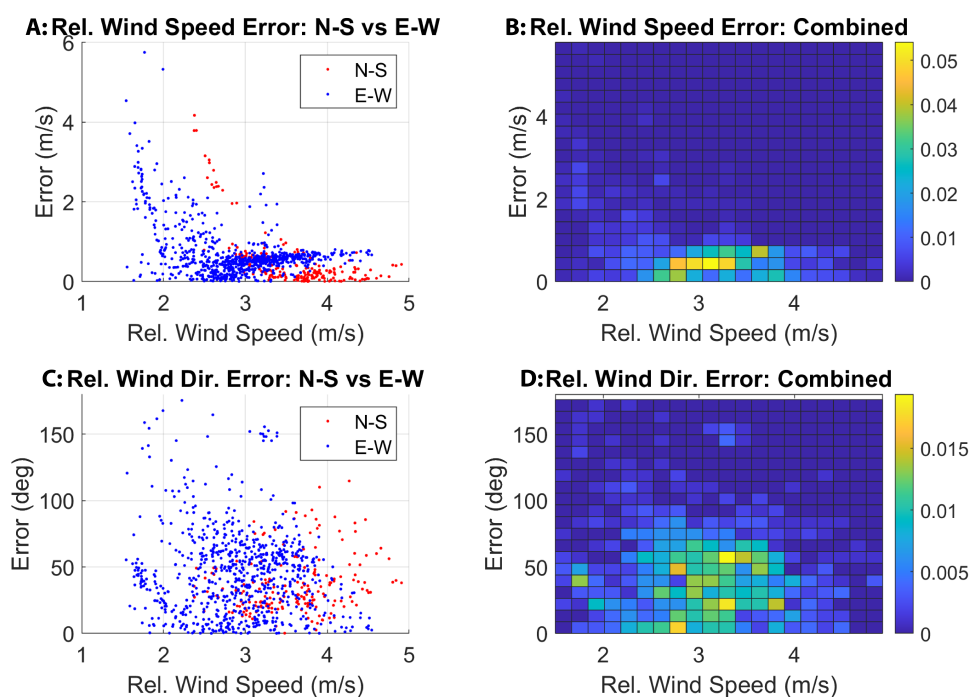 A: Rel. Wind Speed Error: N-S vs E-W
6
4
2
0
Error (m/s)
N-S
E-W
1 2 3 4 5
Rel. Wind Speed (m/s)
B: Rel. Wind Speed Error: Combined
4
2
0
Error (m/s)
2 3 4
Rel. Wind Speed (m/s)
0.05
0.04
0.03
0.02
0.01
0
C: Rel. Wind Dir. Error: N-S vs E-W
150
100
50
0
Error (deg)
N-S
E-W
1 2 3 4 5
Rel. Wind Speed (m/s)
D: Rel. Wind Dir. Error: Combined
150
100
50
0
Error (deg)
2 3 4
Rel. Wind Speed (m/s)
0.015
0.01
0.005
0